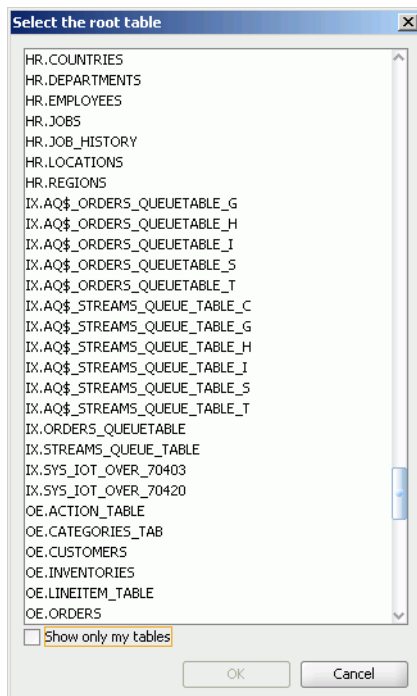 Select the root table
HR.COUNTRIES
HR.DEPARTMENTS
HR.EMPLOYEES
HR.JOBS
HR.JOB_HISTORY
HR.LOCATIONS
HR.REGIONS
IX.AQ$_ORDERS_QUEUETABLE_G
IX.AQ$_ORDERS_QUEUETABLE_H
IX.AQ$_ORDERS_QUEUETABLE_I
IX.AQ$_ORDERS_QUEUETABLE_S
IX.AQ$_ORDERS_QUEUETABLE_T
IX.AQ$_STREAMS_QUEUE_TABLE_C
IX.AQ$_STREAMS_QUEUE_TABLE_G
IX.AQ$_STREAMS_QUEUE_TABLE_H
IX.AQ$_STREAMS_QUEUE_TABLE_I
IX.AQ$_STREAMS_QUEUE_TABLE_S
IX.AQ$_STREAMS_QUEUE_TABLE_T
IX.ORDERS_QUEUETABLE
IX.STREAMS_QUEUE_TABLE
IX.SYS_IOT_OVER_70403
IX.SYS_IOT_OVER_70420
OE.ACTION_TABLE
OE.CATEGORIES_TAB
OE.CUSTOMERS
OE.INVENTORIES
OE.LINEITEM_TABLE
OE.ORDERS
Show only my tables
OK Cancel